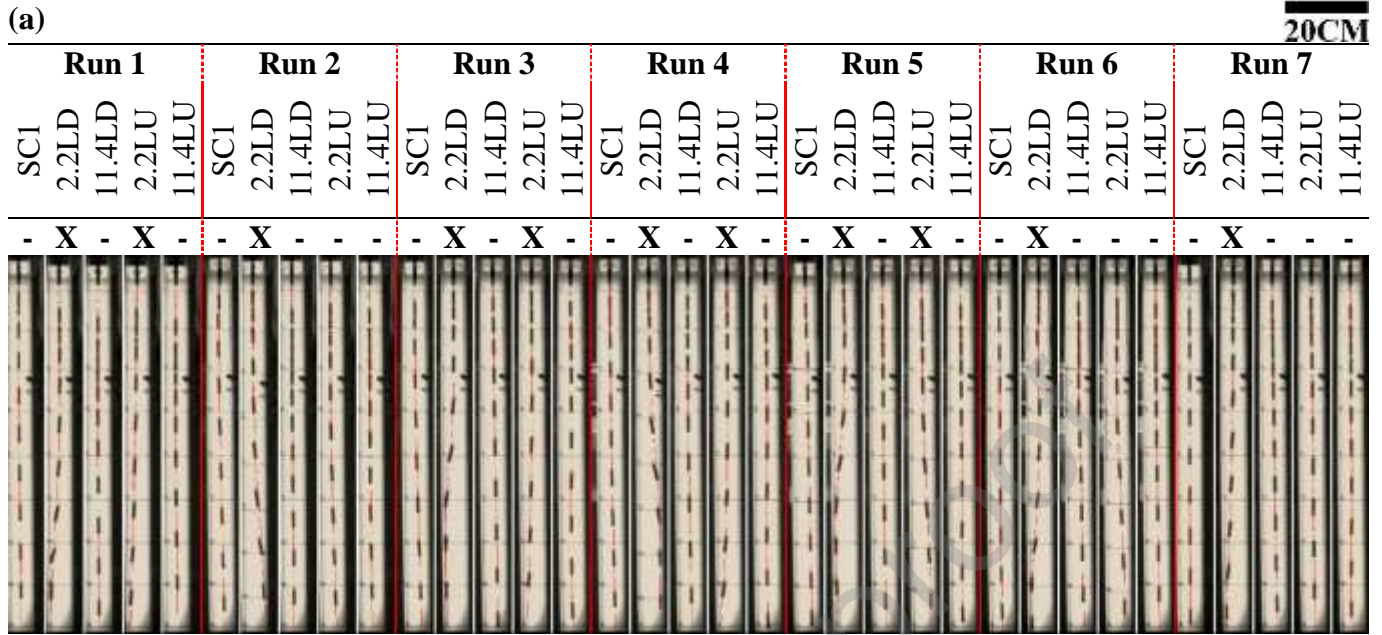 (a)
20CM
Run 1 Run 2 Run 3 Run 4 Run 5 Run 6 Run 7
SC1 2.2LD 11.4LD 2.2LU 11.4LU SC1 2.2LD 11.4LD 2.2LU 11.4LU SC1 2.2LD 11.4LD 2.2LU 11.4LU SC1 2.2LD 11.4LD 2.2LU 11.4LU SC1 2.2LD 11.4LD 2.2LU 11.4LU SC1 2.2LD 11.4LD 2.2LU 11.4LU SC1 2.2LD 11.4LD 2.2LU 11.4LU
- X - X - - X - - - - X - X - - X - X - - X - X - - X - - - - X - - -
proof